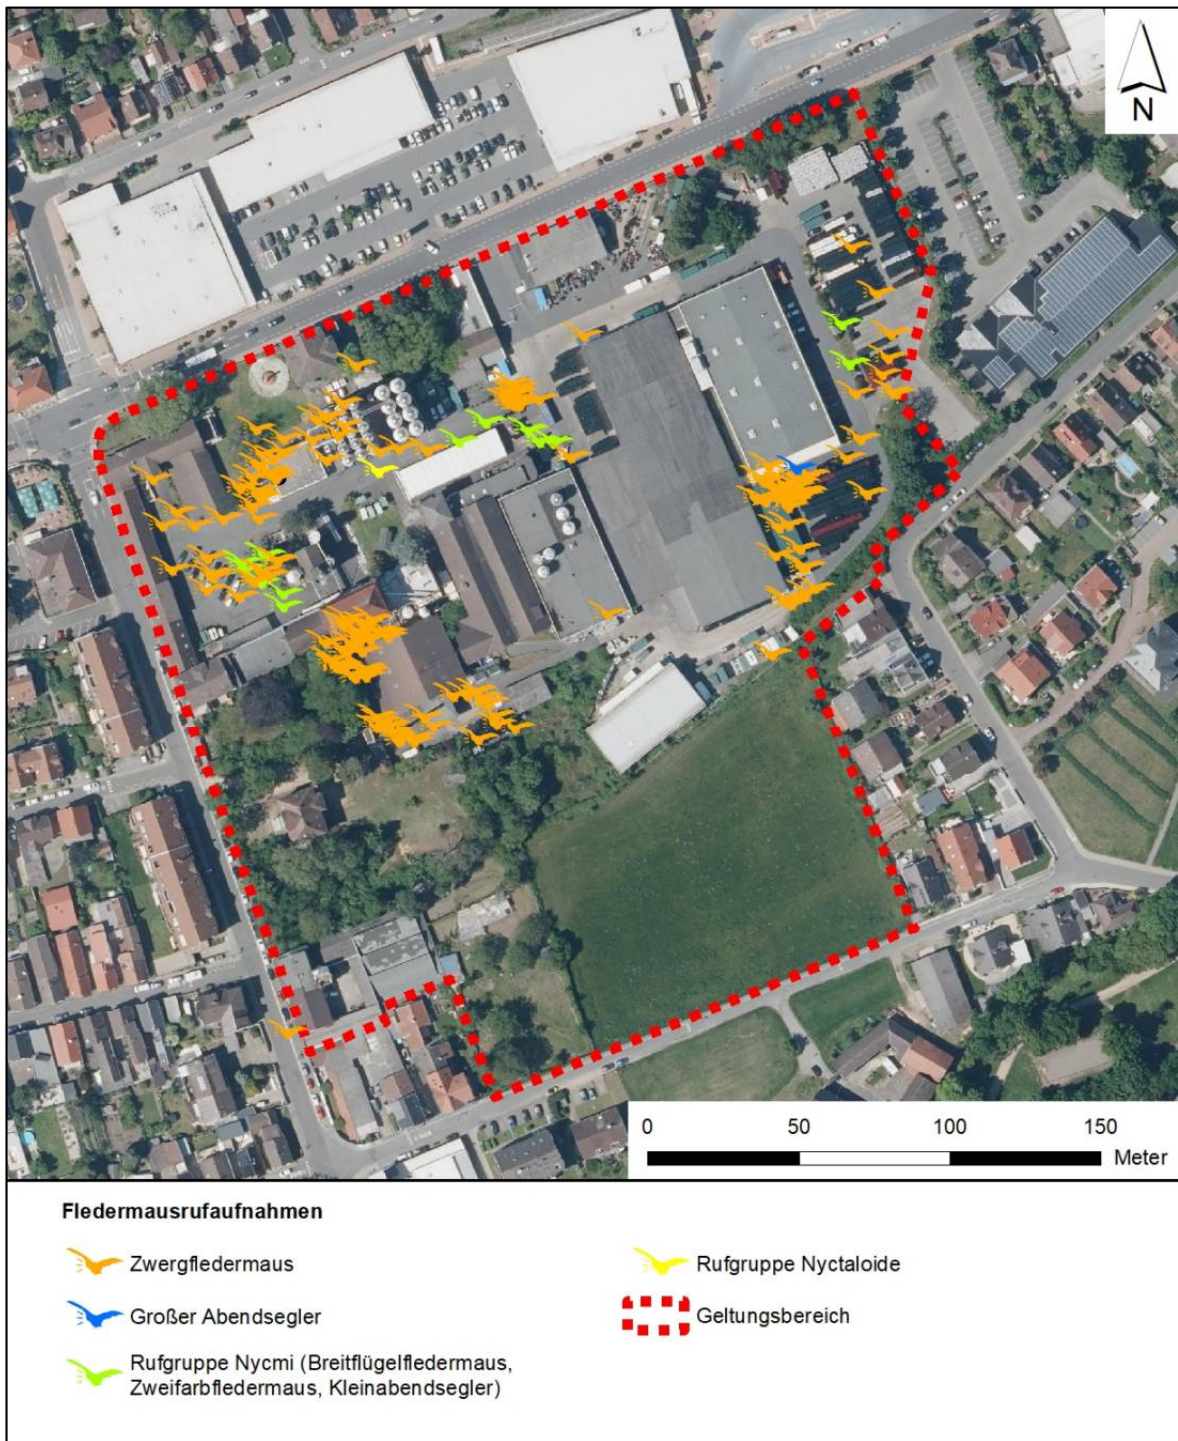 N
0 50 100 150
Meter
Fledermausrufaufnahmen
Zwergfledermaus
Großer Abendsegler
Rufgruppe Nycmi (Breitflügelfledermaus,
Zweifarbfledermaus, Kleinabendsegler)
Rufgruppe Nyctaloide
Geltungsbereich